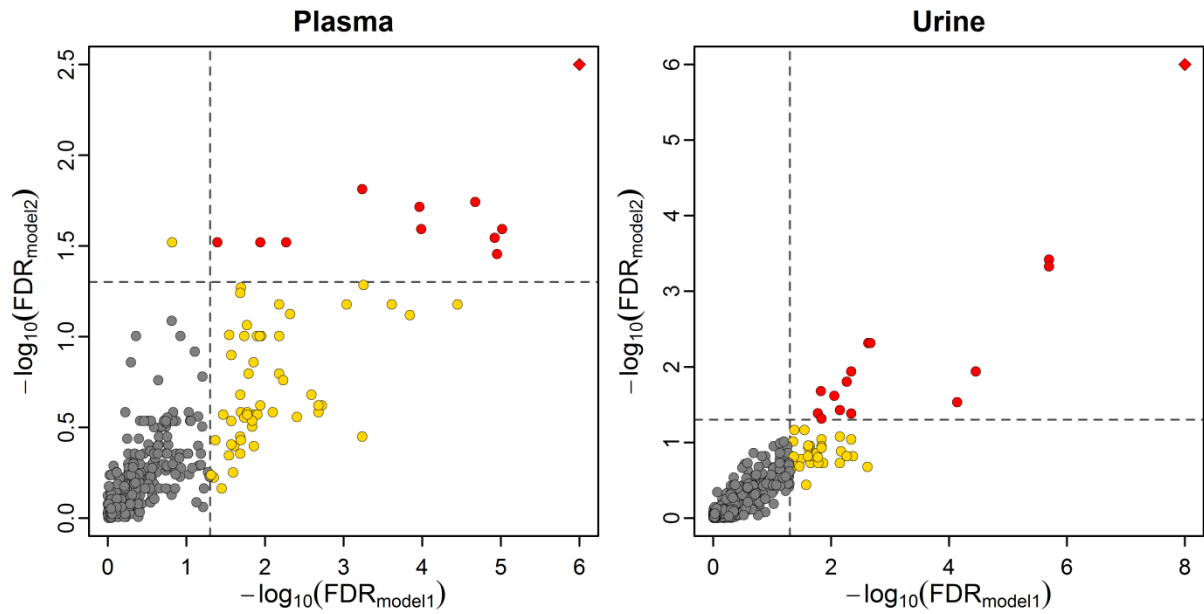 Plasma
−log10(FDRmodel2)
2.5
2.0
1.5
1.0
0.5
0.0
0 1 2 3 4 5 6
−log10(FDRmodel1)
Urine
−log10(FDRmodel2)
6
5
4
3
2
1
0
0 2 4 6 8
−log10(FDRmodel1)